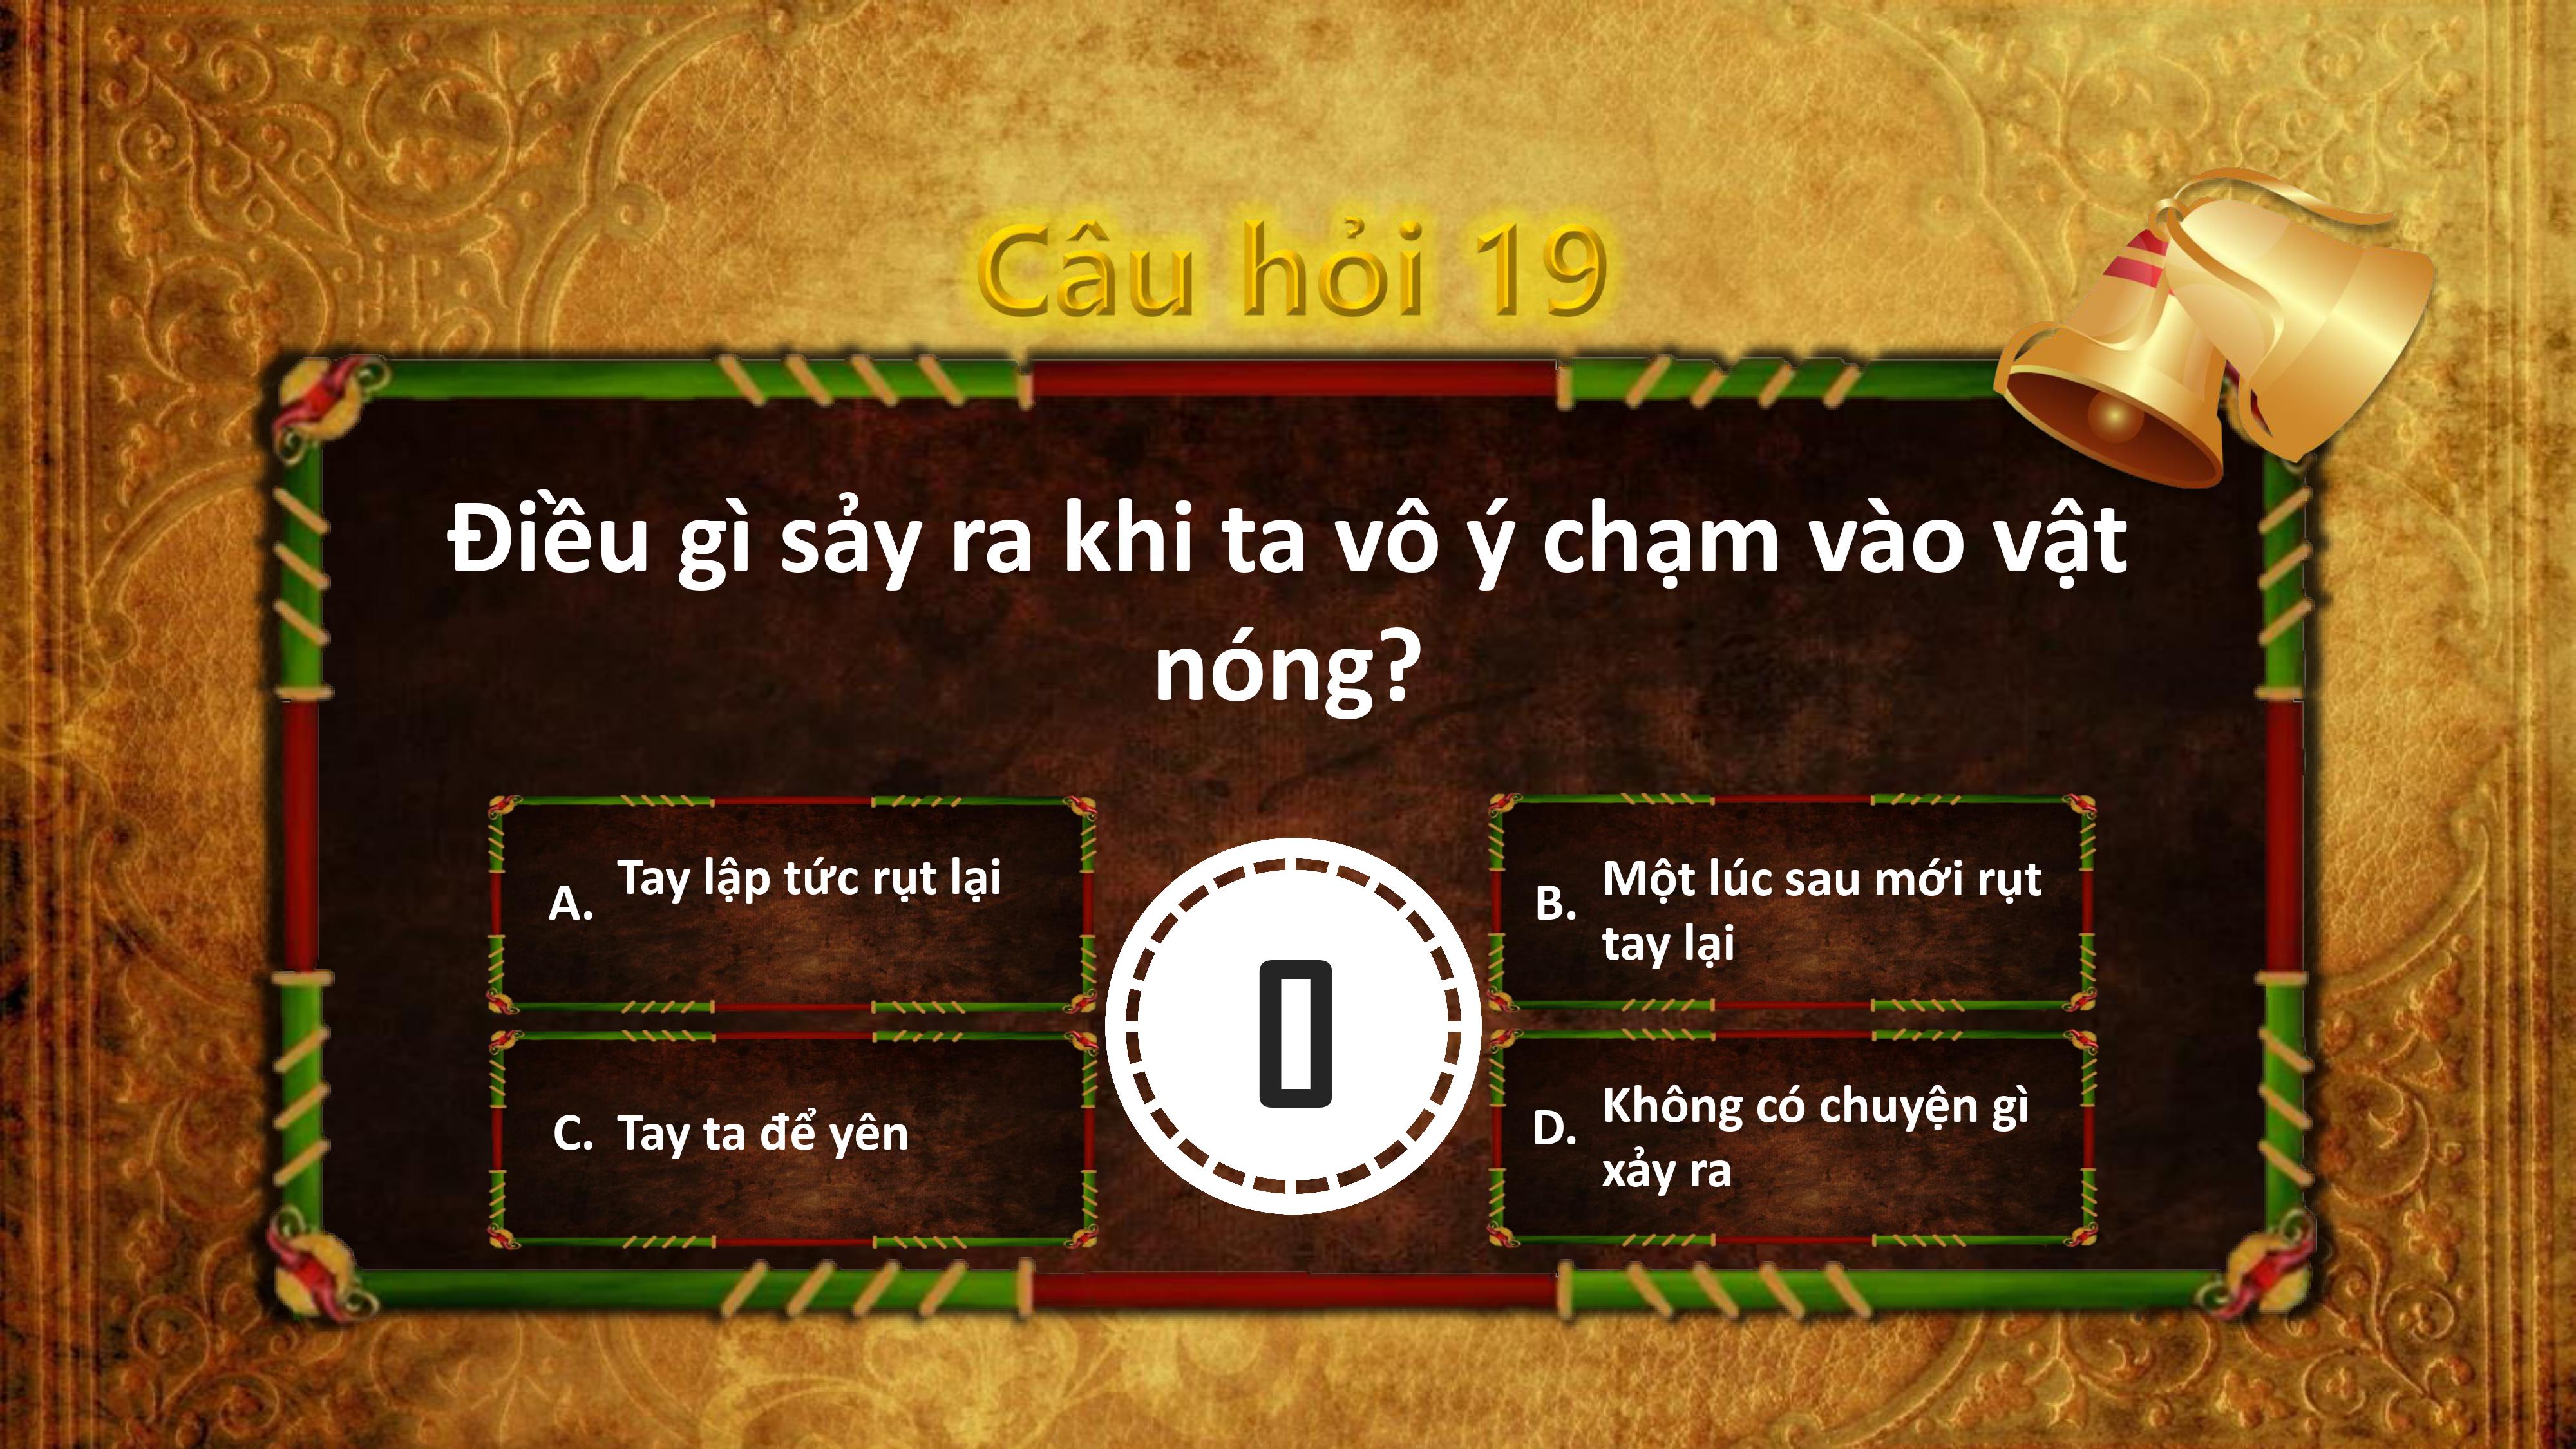 Câu hỏi 19
Điều gì sảy ra khi ta vô ý chạm vào vật
nóng?
A. Tay lập tức rụt lại
B. Một lúc sau mới rụt
tay lại
C. Tay ta để yên
D. Không có chuyện gì
xảy ra